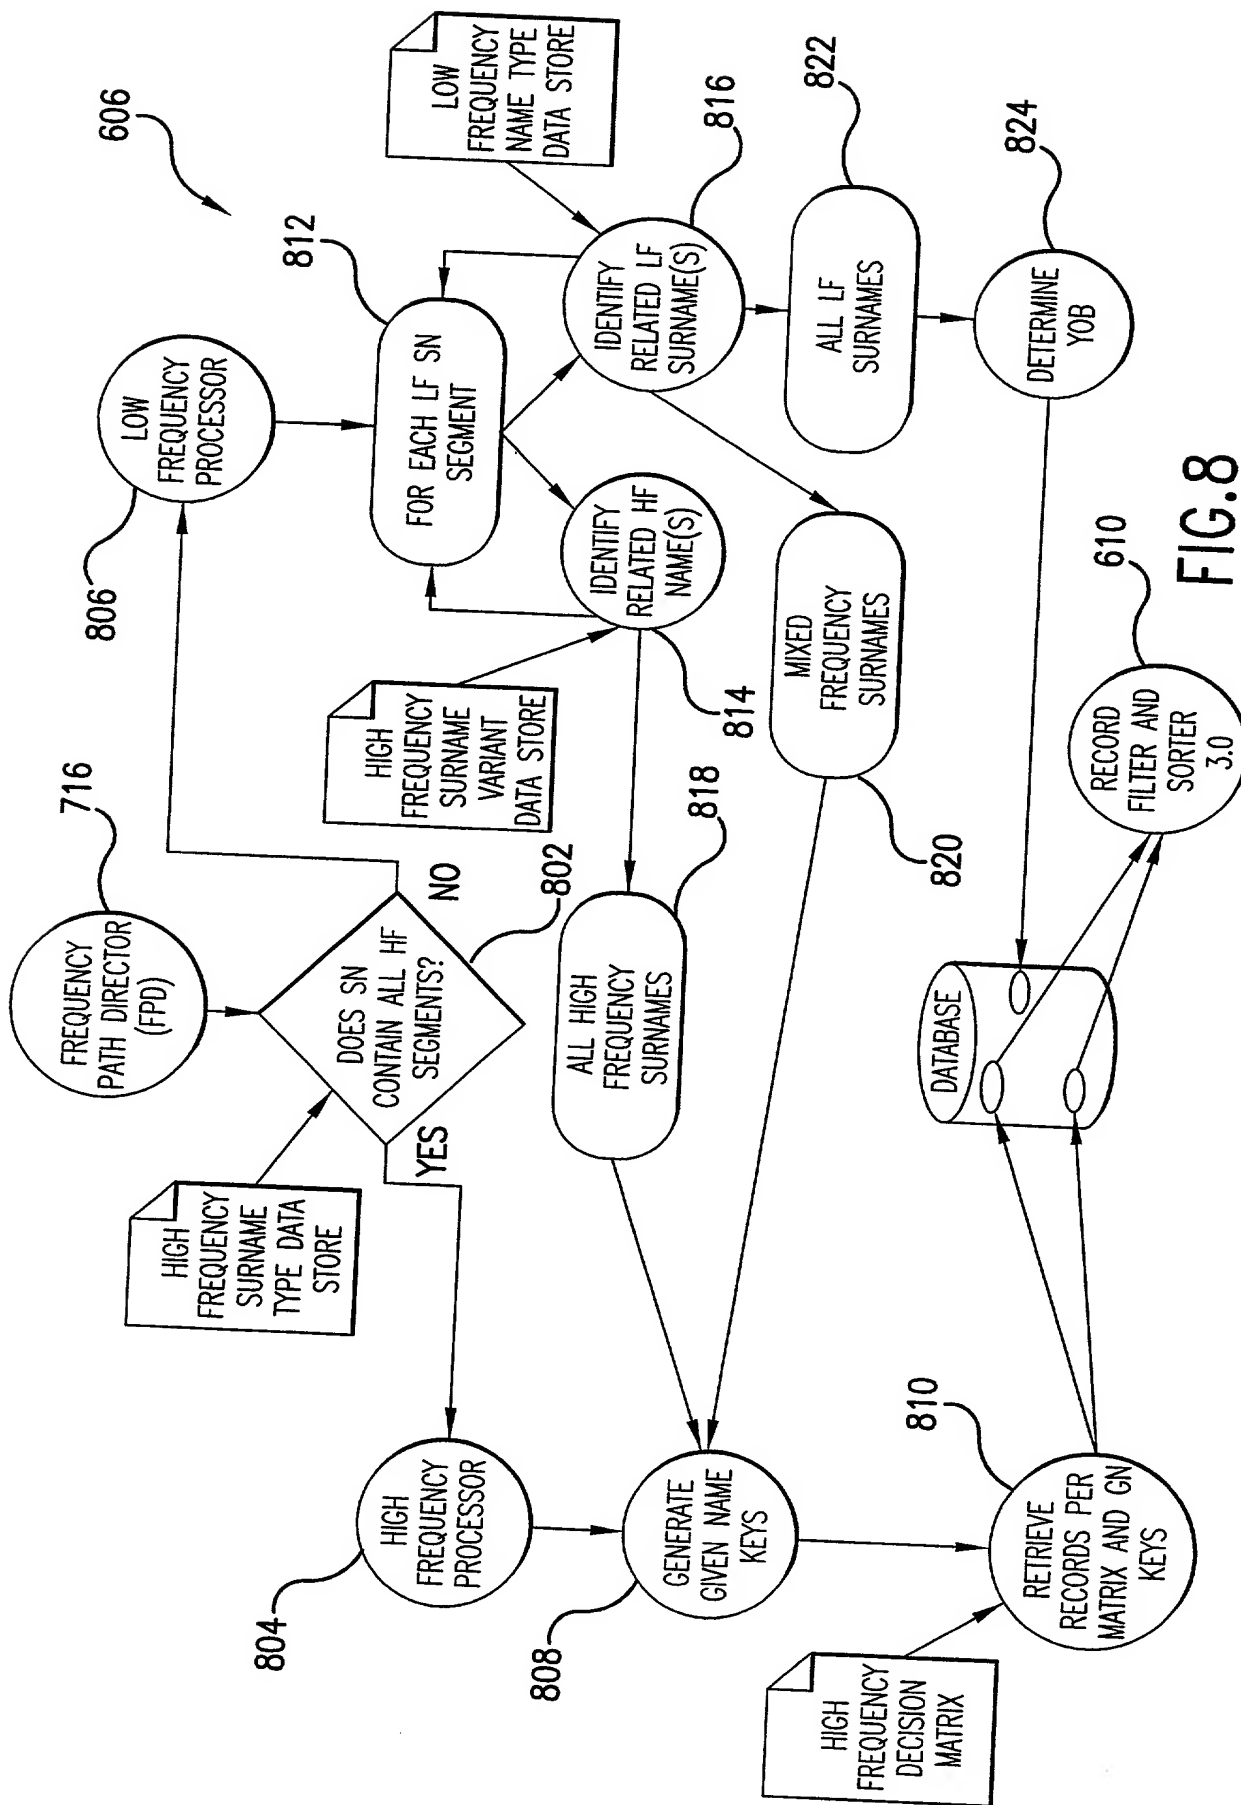 606
716
FREQUENCY
PATH DIRECTOR
(FPD)
HIGH
FREQUENCY
SURNAME
TYPE DATA
STORE
DOES SN
CONTAIN ALL HF
SEGMENTS?
802
YES
NO
804
HIGH
FREQUENCY
PROCESSOR
806
LOW
FREQUENCY
PROCESSOR
812
FOR EACH LF SN
SEGMENT
LOW
FREQUENCY
NAME TYPE
DATA STORE
HIGH
FREQUENCY
SURNAME
VARIANT
DATA STORE
IDENTIFY
RELATED HF
NAME(S)
814
IDENTIFY
RELATED LF
SURNAME(S)
816
ALL HIGH
FREQUENCY
SURNAMES
818
MIXED
FREQUENCY
SURNAMES
820
ALL LF
SURNAMES
822
808
GENERATE
GIVEN NAME
KEYS
HIGH
FREQUENCY
DECISION
MATRIX
RETRIEVE
RECORDS PER
MATRIX AND GN
KEYS
810
DATABASE
RECORD
FILTER AND
SORTER
3.0
610
DETERMINE
YOB
824
FIG.8